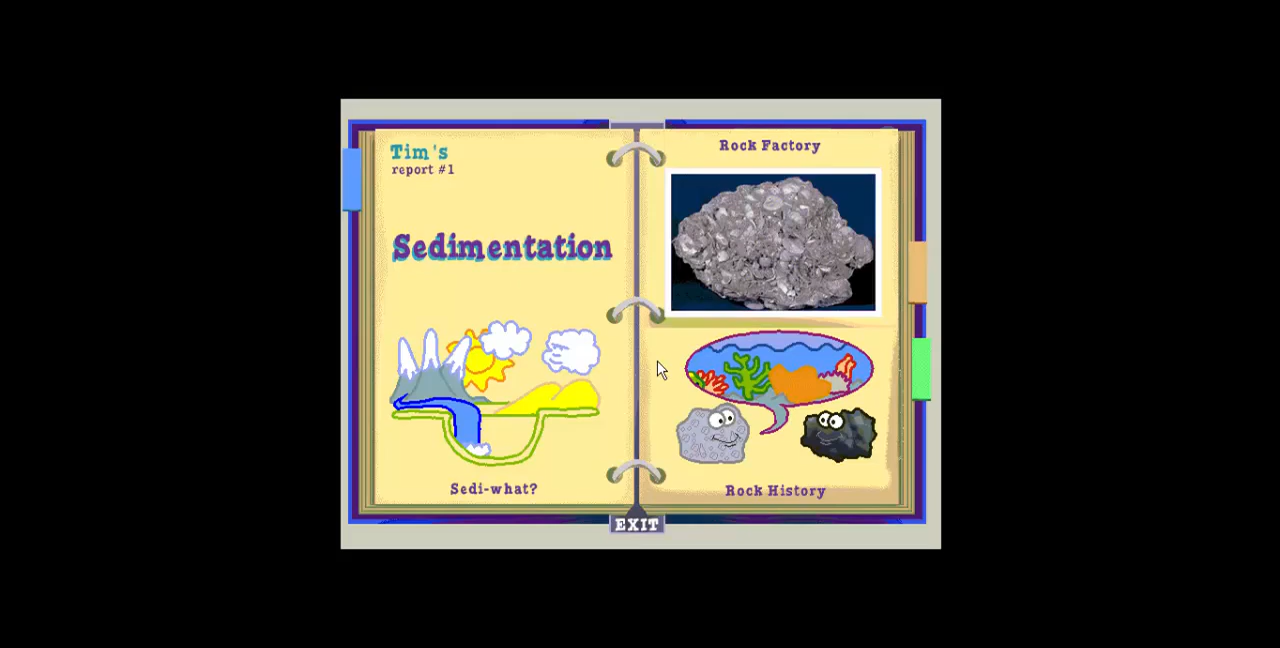 Tim's
report #1
Sedimentation
Sedi-what?
Rock Factory
Rock History
EXIT